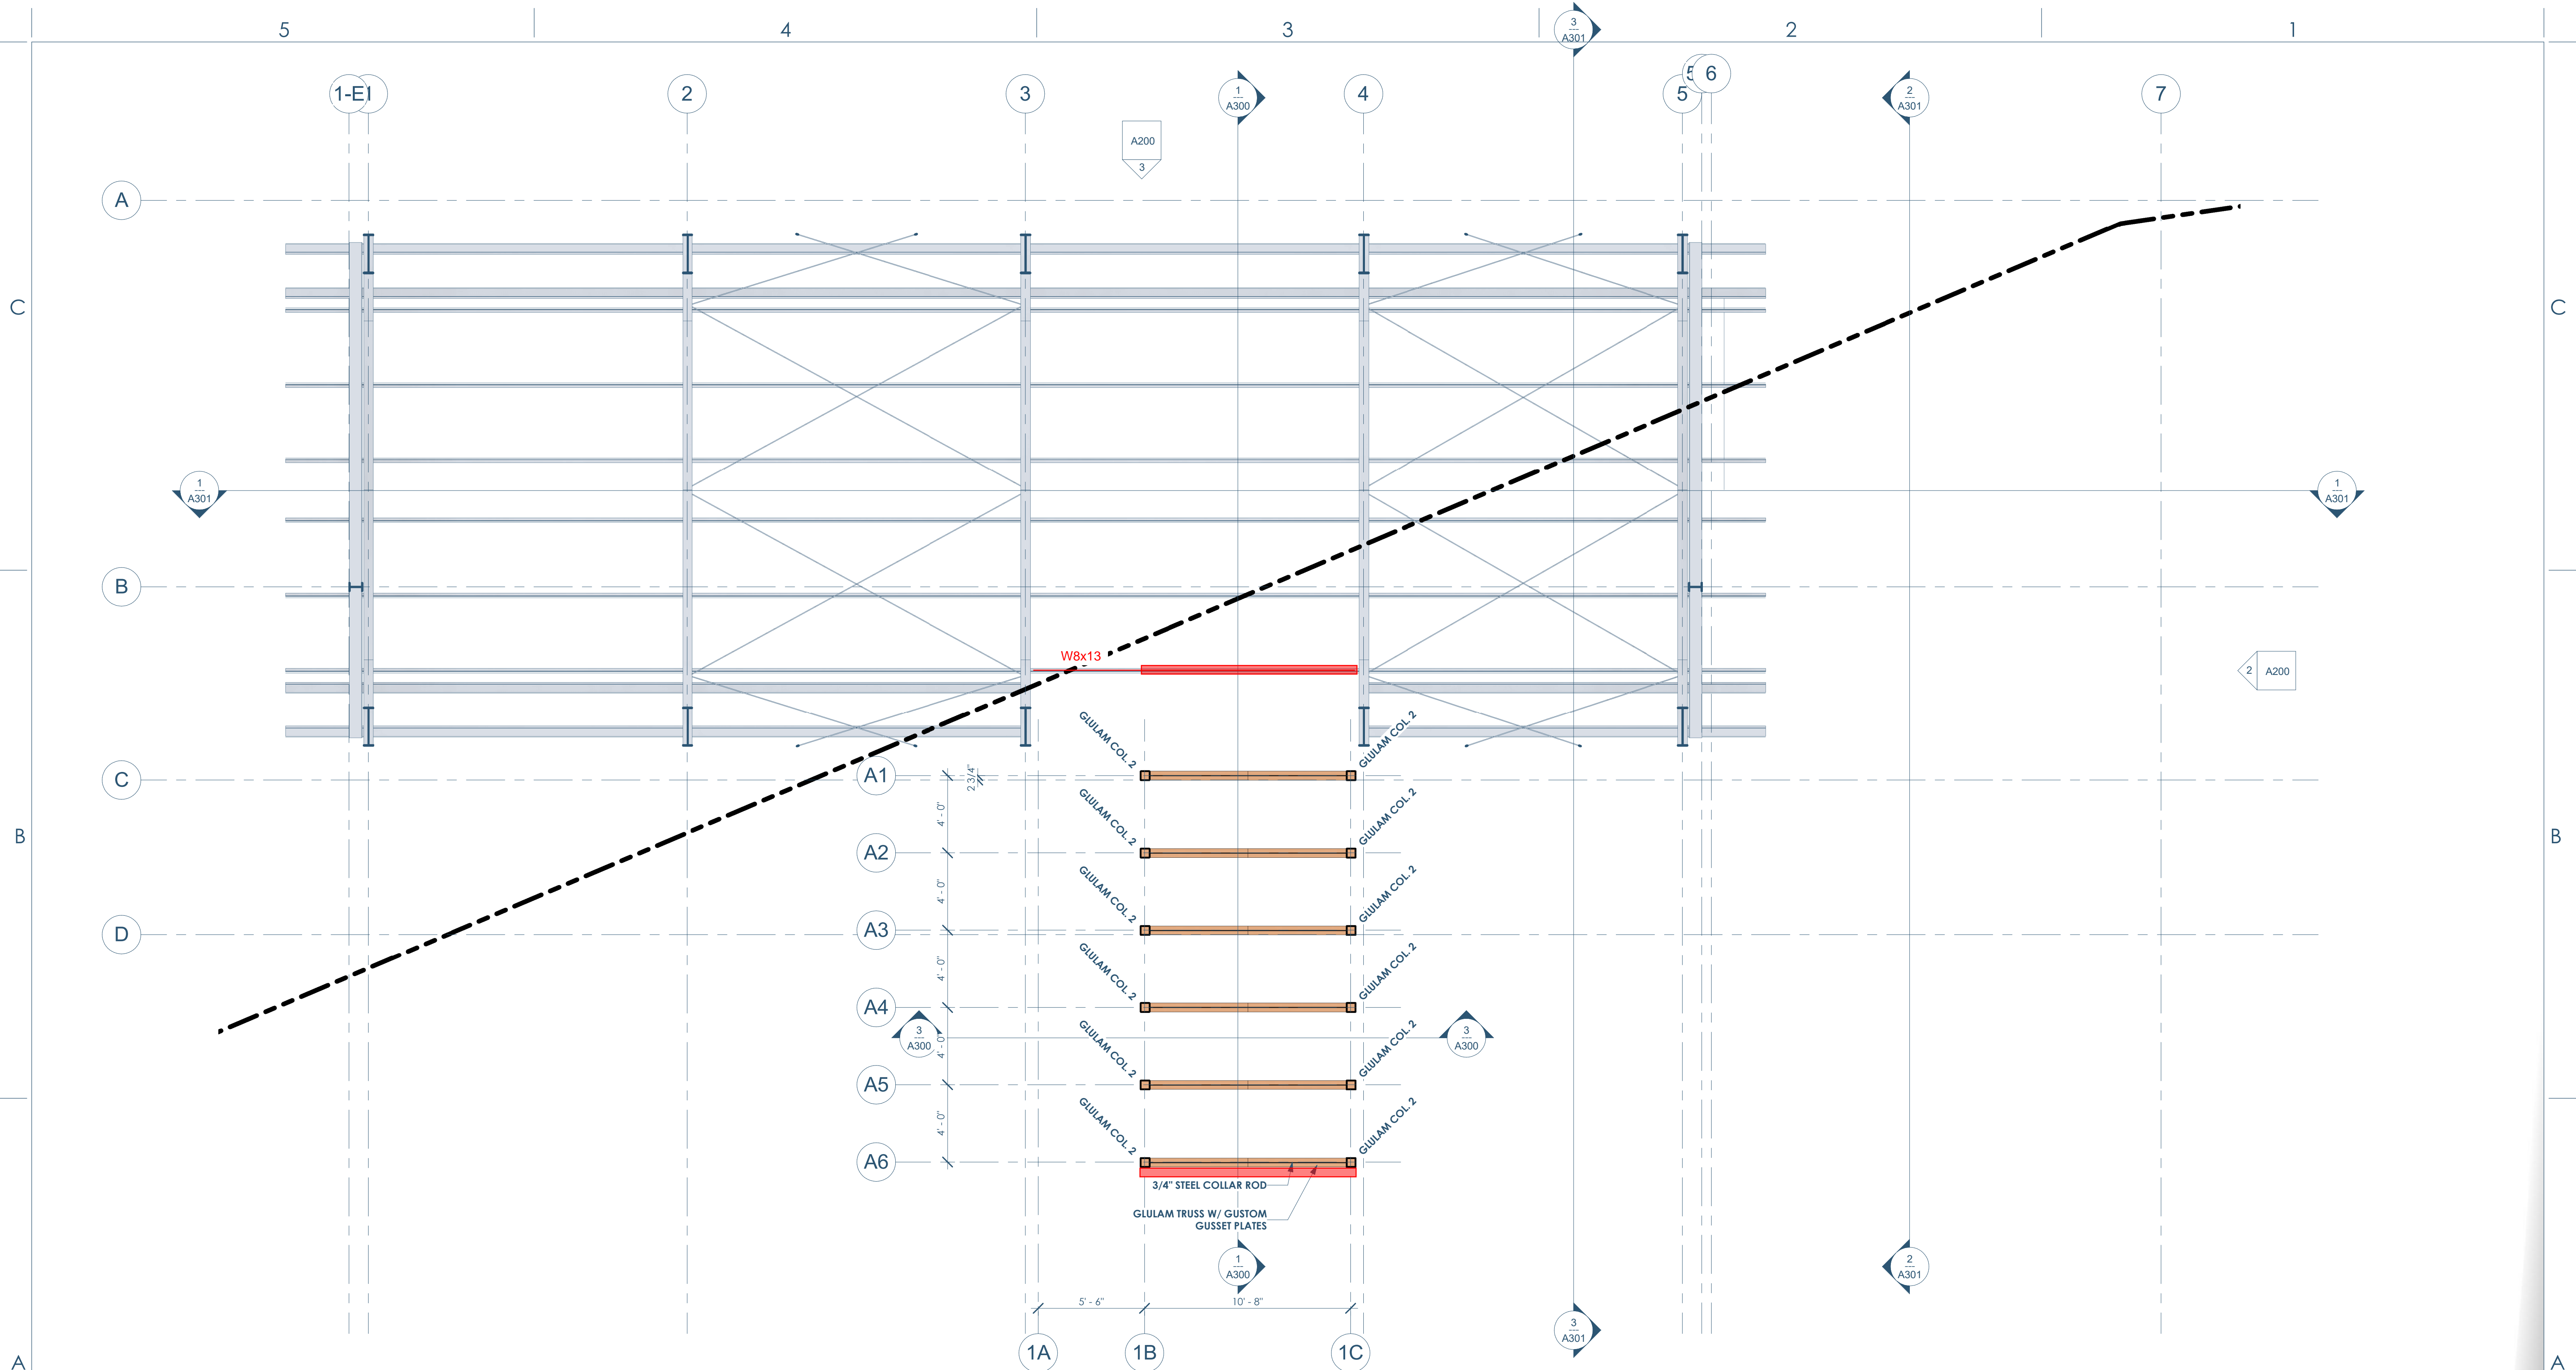 5 4 3 2 1
3
A301
1-E 1 2 3 4 5 5 6 7
1
A300
2
A301
A200
3
A
C C
1
A301
1
A301
B
W8x13
2 A200
GLULAM COL. 2 GLULAM COL. 2
A1
2 3/4"
C
4' - 0"
GLULAM COL. 2 GLULAM COL. 2
B B
A2
4' - 0"
GLULAM COL. 2 GLULAM COL. 2
A3
D
4' - 0"
GLULAM COL. 2 GLULAM COL. 2
A4
3
A300
4' - 0"
3
A300
GLULAM COL. 2 GLULAM COL. 2
A5
4' - 0"
GLULAM COL. 2 GLULAM COL. 2
A6
3/4" STEEL COLLAR ROD
GLULAM TRUSS W/ GUSTOM
GUSSET PLATES
1
A300
2
A301
5' - 6" 10' - 8"
3
A301
1A 1B 1C
A A